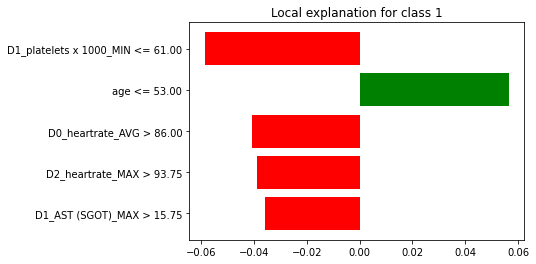 Local explanation for class 1
D1_platelets x 1000_MIN <= 61.00
age <= 53.00
D0_heartrate_AVG > 86.00
D2_heartrate_MAX > 93.75
D1_AST (SGOT)_MAX > 15.75
−0.06 −0.04 −0.02 0.00 0.02 0.04 0.06